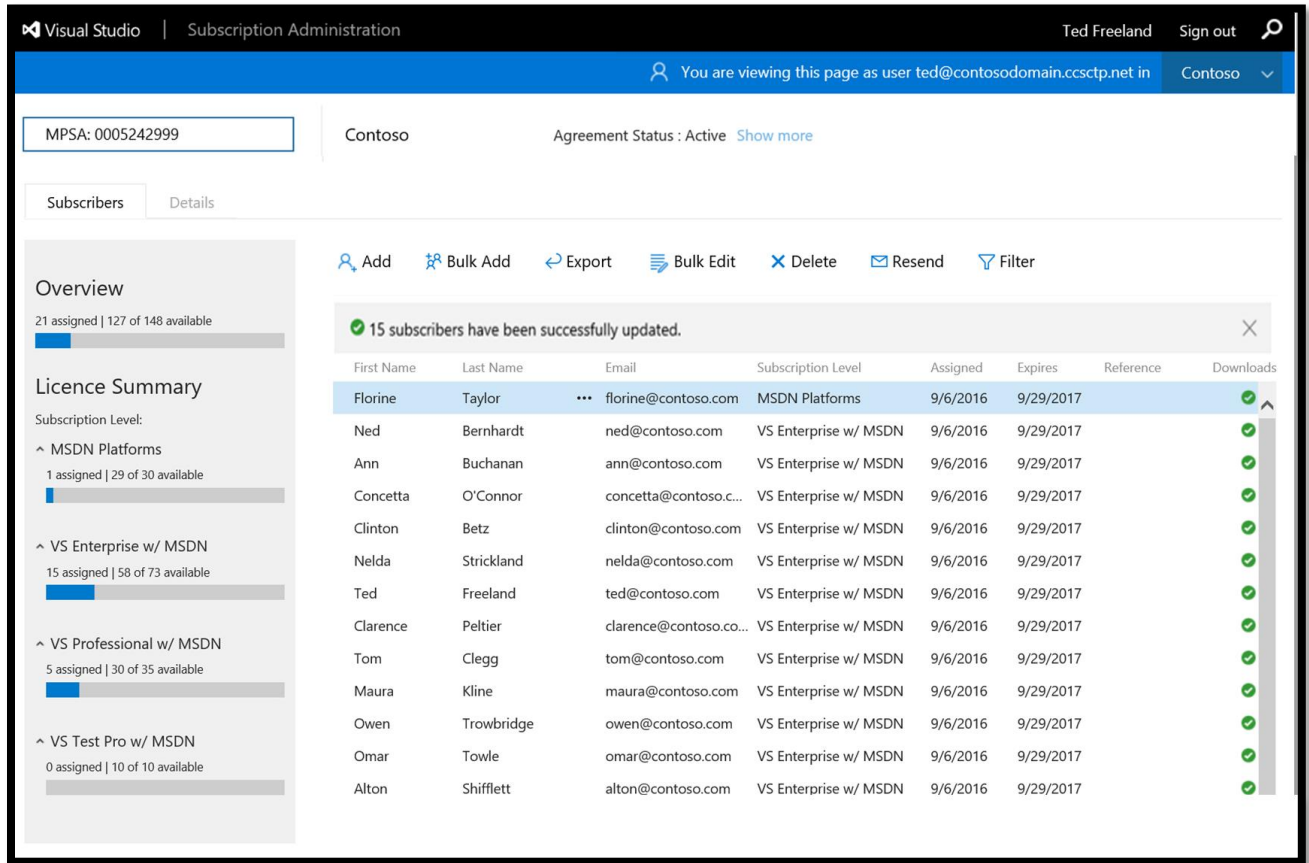 Visual Studio | Subscription Administration Ted Freeland Sign out
You are viewing this page as user ted@contosodomain.ccsctp.net in Contoso
MPSA: 0005242999 Contoso Agreement Status : Active Show more
Subscribers Details
Add Bulk Add Export Bulk Edit Delete Resend Filter
Overview
21 assigned | 127 of 148 available
Licence Summary
Subscription Level:
MSDN Platforms
1 assigned | 29 of 30 available
VS Enterprise w/ MSDN
15 assigned | 58 of 73 available
VS Professional w/ MSDN
5 assigned | 30 of 35 available
VS Test Pro w/ MSDN
0 assigned | 10 of 10 available
15 subscribers have been successfully updated.
First Name Last Name Email Subscription Level Assigned Expires Reference Downloads
Florine Taylor ••• florine@contoso.com MSDN Platforms 9/6/2016 9/29/2017
Ned Bernhardt ned@contoso.com VS Enterprise w/ MSDN 9/6/2016 9/29/2017
Ann Buchanan ann@contoso.com VS Enterprise w/ MSDN 9/6/2016 9/29/2017
Concetta O'Connor concetta@contoso.c... VS Enterprise w/ MSDN 9/6/2016 9/29/2017
Clinton Betz clinton@contoso.com VS Enterprise w/ MSDN 9/6/2016 9/29/2017
Nelda Strickland nelda@contoso.com VS Enterprise w/ MSDN 9/6/2016 9/29/2017
Ted Freeland ted@contoso.com VS Enterprise w/ MSDN 9/6/2016 9/29/2017
Clarence Peltier clarence@contoso.co... VS Enterprise w/ MSDN 9/6/2016 9/29/2017
Tom Clegg tom@contoso.com VS Enterprise w/ MSDN 9/6/2016 9/29/2017
Maura Kline maura@contoso.com VS Enterprise w/ MSDN 9/6/2016 9/29/2017
Owen Trowbridge owen@contoso.com VS Enterprise w/ MSDN 9/6/2016 9/29/2017
Omar Towle omar@contoso.com VS Enterprise w/ MSDN 9/6/2016 9/29/2017
Alton Shifflett alton@contoso.com VS Enterprise w/ MSDN 9/6/2016 9/29/2017